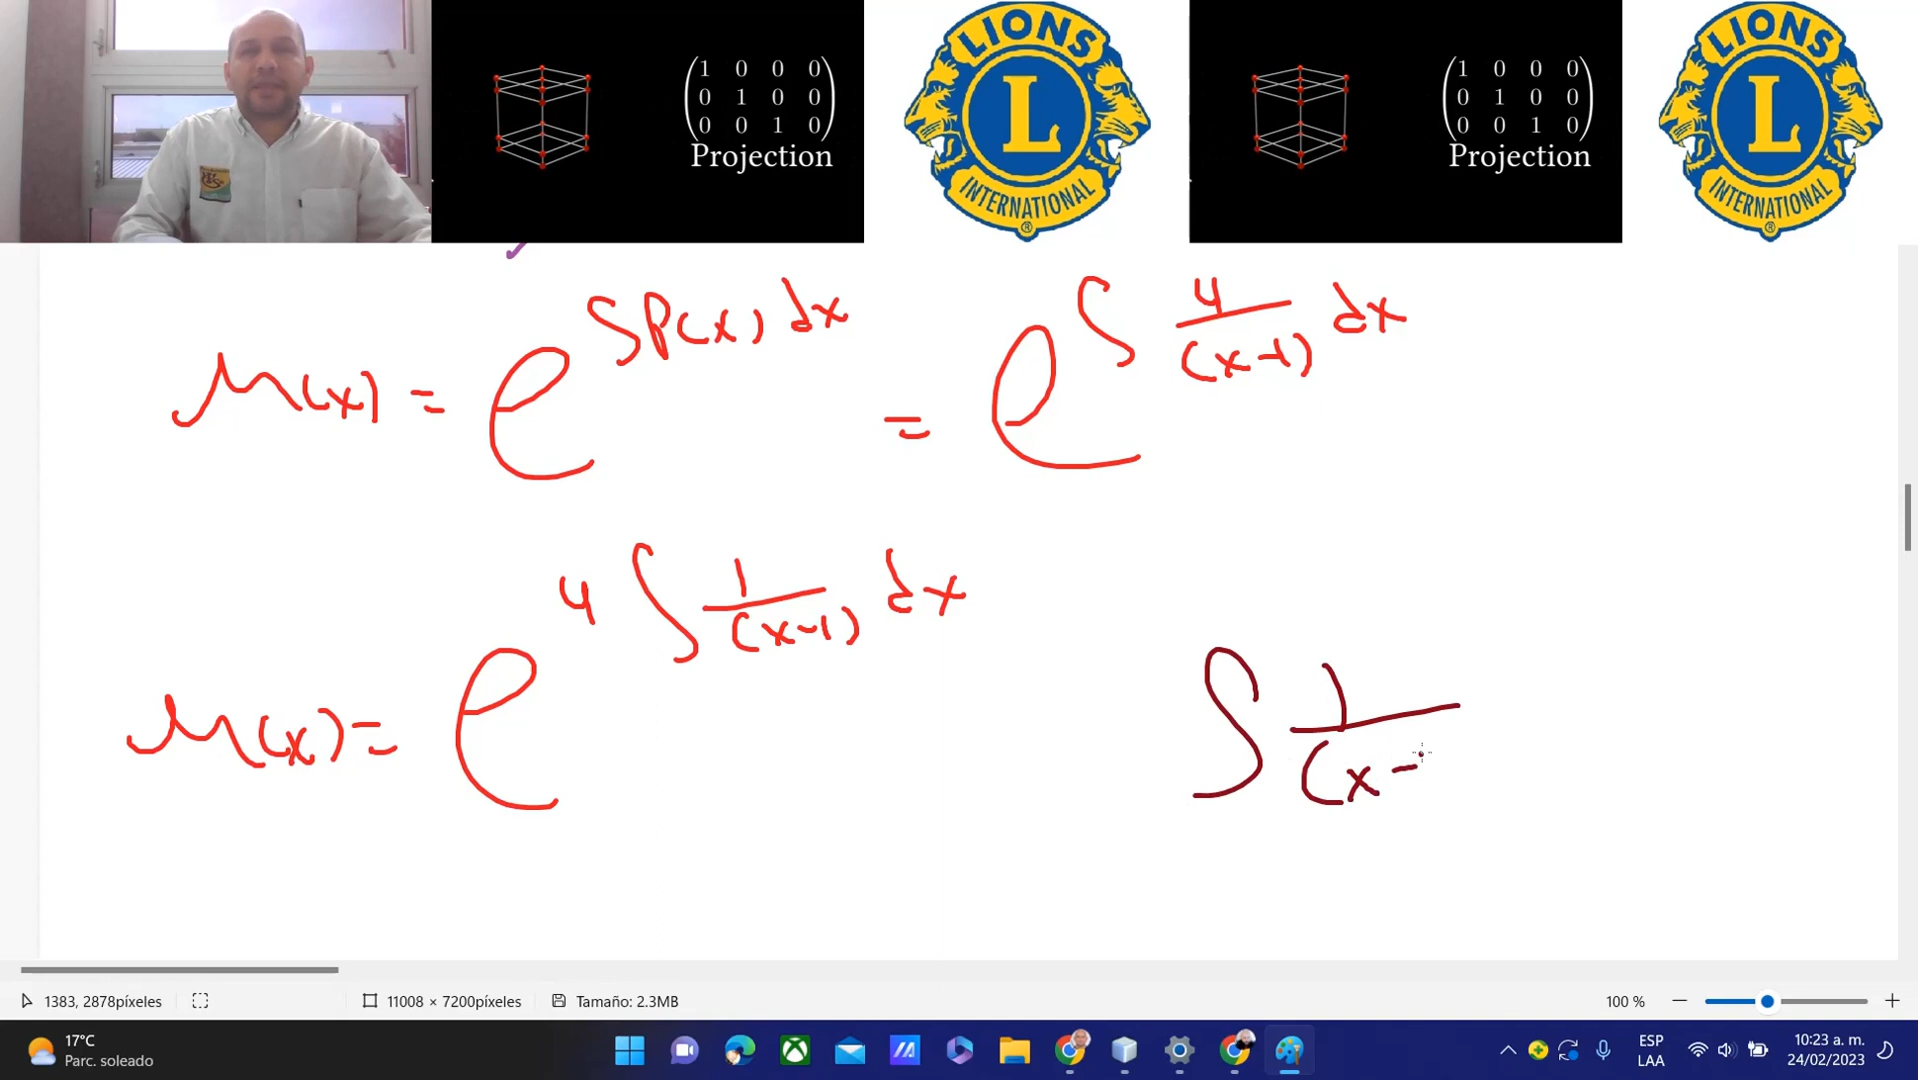 1 0 0 0
0 1 0 0
0 0 1 0
Projection
LIONS
L
INTERNATIONAL
®
1 0 0 0
0 1 0 0
0 0 1 0
Projection
LIONS
L
INTERNATIONAL
®
μ(x) = e^{∫P(x)dx} = e^{∫ 4/(x-1) dx}
μ(x) = e^{4∫ 1/(x-1) dx}
∫ 1/(x -
1383, 2878píxeles
11008 × 7200píxeles
Tamaño: 2.3MB
100 %
17°C
Parc. soleado
ESP
LAA
10:23 a. m.
24/02/2023